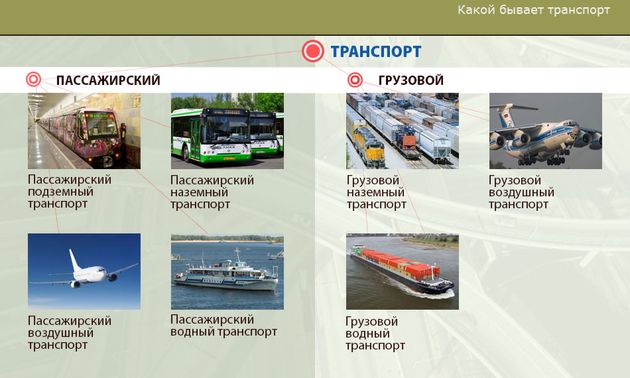 Какой бывает транспорт
ТРАНСПОРТ
ПАССАЖИРСКИЙ
ГРУЗОВОЙ
Пассажирский
подземный
транспорт
Пассажирский
наземный
транспорт
Грузовой
наземный
транспорт
Грузовой
воздушный
транспорт
Пассажирский
воздушный
транспорт
Пассажирский
водный транспорт
Грузовой
водный
транспорт